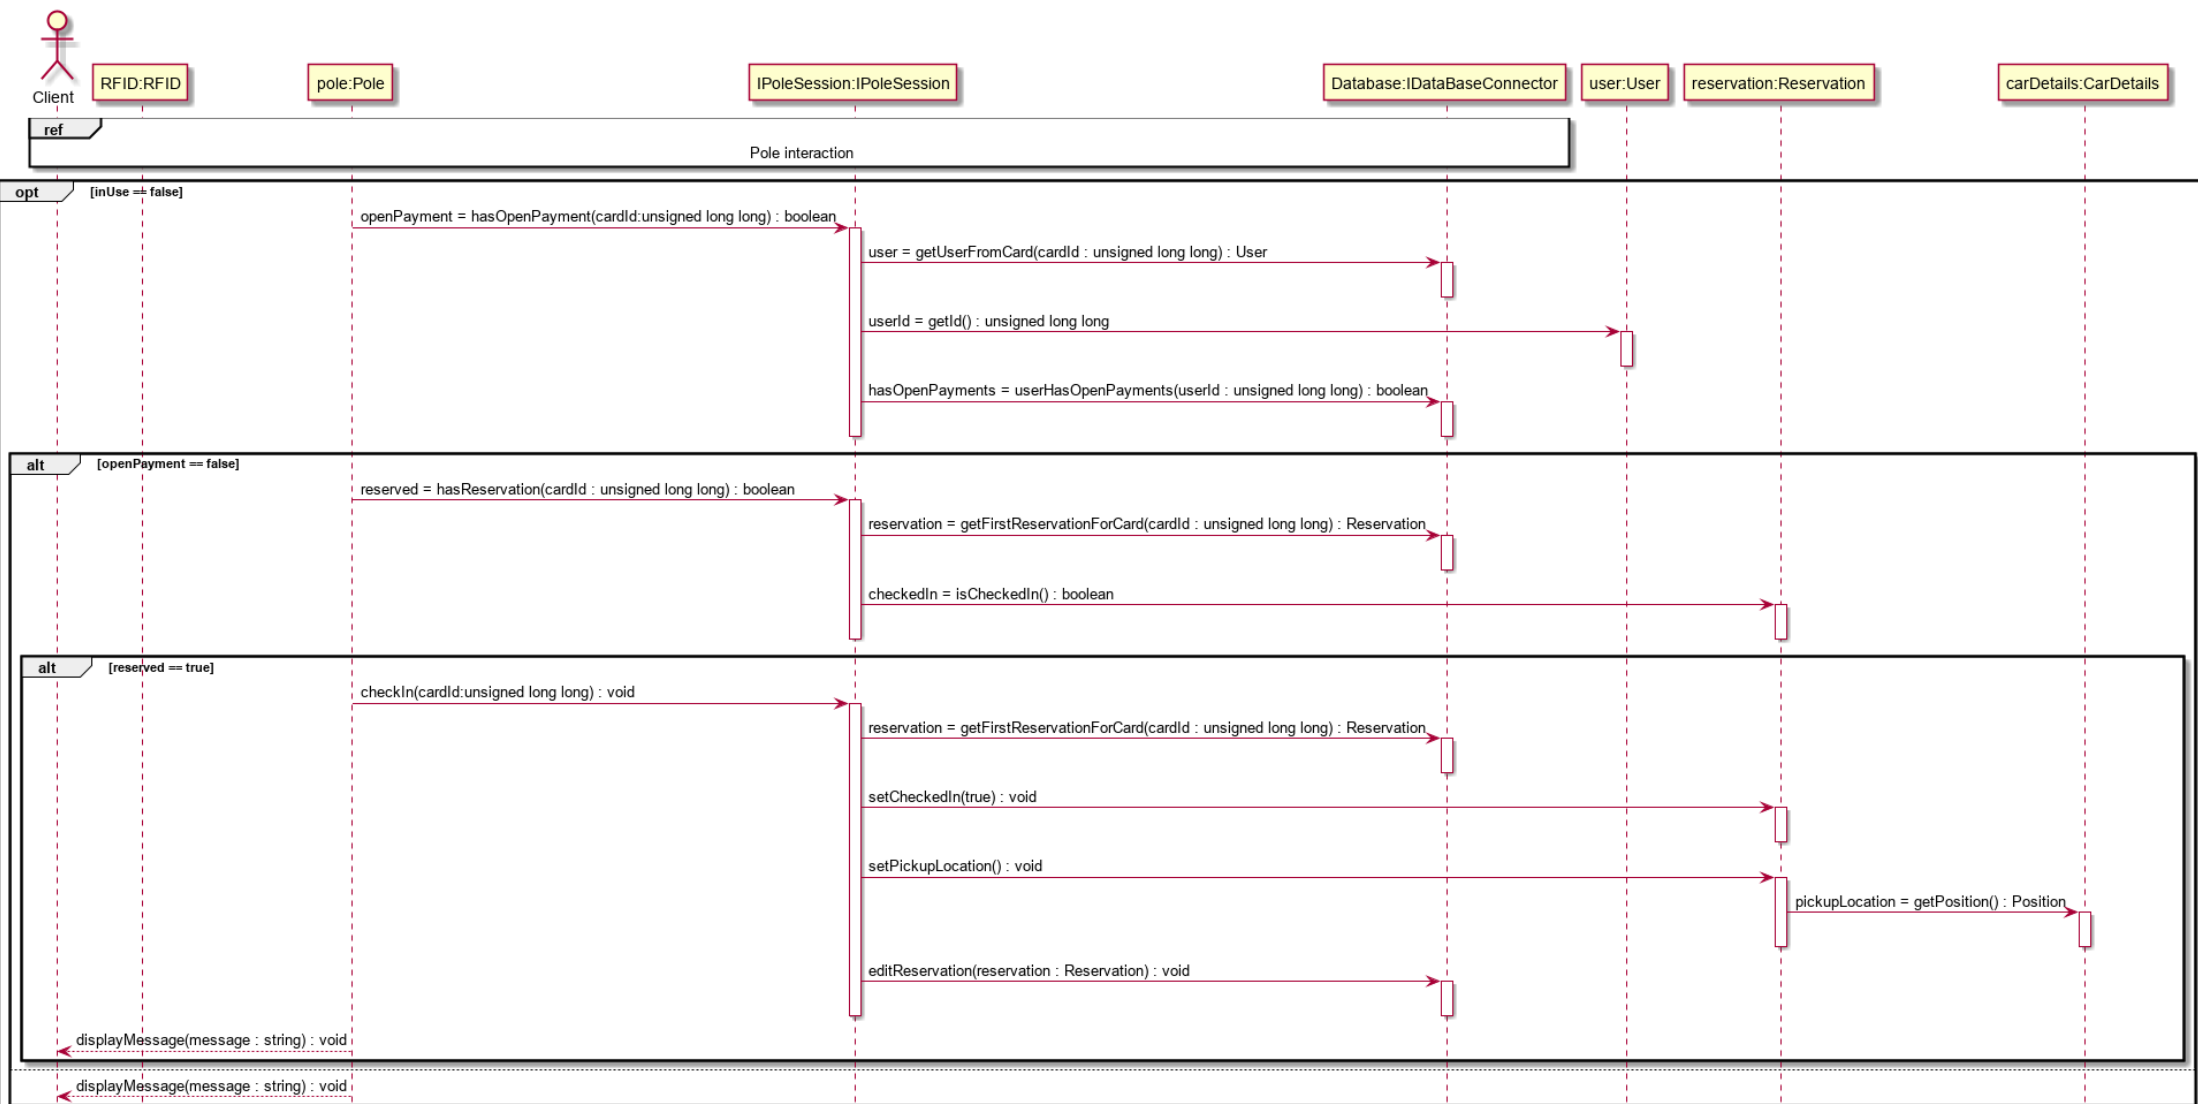 Client
RFID:RFID
pole:Pole
IPoleSession:IPoleSession
Database:IDataBaseConnector
user:User
reservation:Reservation
carDetails:CarDetails
ref
Pole interaction
opt
[inUse == false]
openPayment = hasOpenPayment(cardId:unsigned long long) : boolean
user = getUserFromCard(cardId : unsigned long long) : User
userId = getId() : unsigned long long
hasOpenPayments = userHasOpenPayments(userId : unsigned long long) : boolean
alt
[openPayment == false]
reserved = hasReservation(cardId : unsigned long long) : boolean
reservation = getFirstReservationForCard(cardId : unsigned long long) : Reservation
checkedIn = isCheckedIn() : boolean
alt
[reserved == true]
checkIn(cardId:unsigned long long) : void
reservation = getFirstReservationForCard(cardId : unsigned long long) : Reservation
setCheckedIn(true) : void
setPickupLocation() : void
pickupLocation = getPosition() : Position
editReservation(reservation : Reservation) : void
displayMessage(message : string) : void
displayMessage(message : string) : void